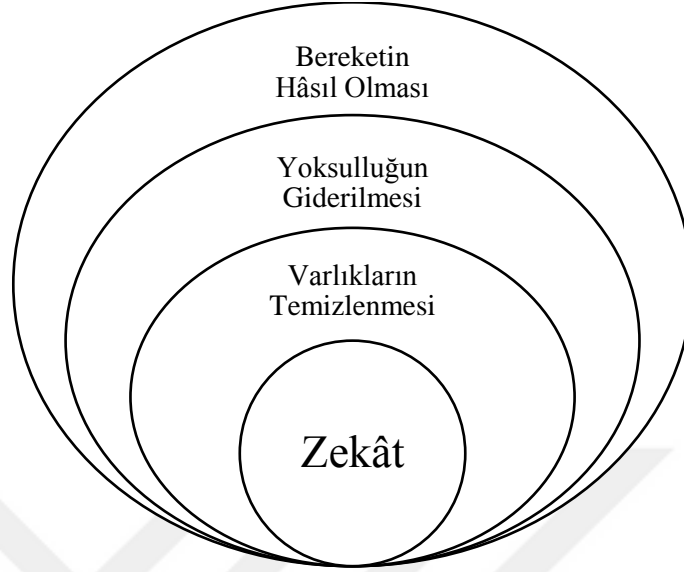 Bereketin
Hâsıl Olması
Yoksulluğun
Giderilmesi
Varlıkların
Temizlenmesi
Zekât